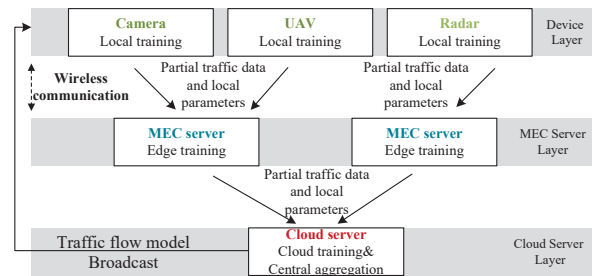 Camera
Local training
UAV
Local training
Radar
Local training
Device
Layer
Wireless
communication
Partial traffic data
and local
parameters
Partial traffic data
and local
parameters
MEC server
Edge training
MEC server
Edge training
MEC Server
Layer
Partial traffic data
and local
parameters
Traffic flow model
Broadcast
Cloud server
Cloud training&
Central aggregation
Cloud Server
Layer